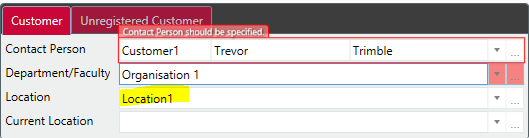 Customer Unregistered Customer
Contact Person should be specified.
Contact Person Customer1 Trevor Trimble ...
Department/Faculty Organisation 1 ...
Location Location1 ...
Current Location ...